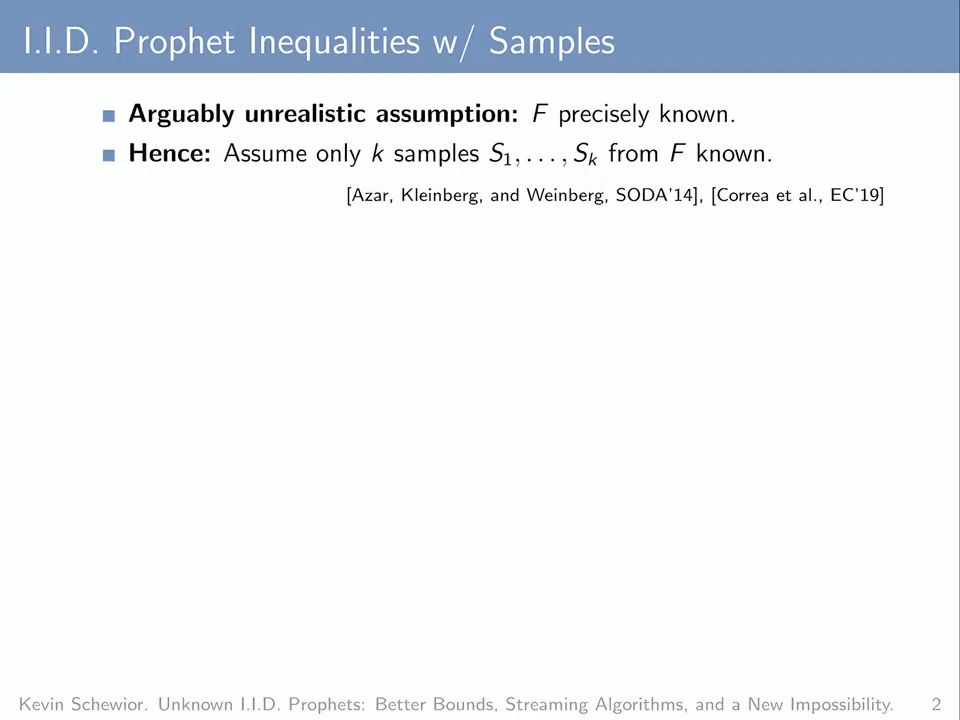 I.I.D. Prophet Inequalities w/ Samples
Arguably unrealistic assumption: F precisely known.
Hence: Assume only k samples S₁, . . . , Sₖ from F known.
[Azar, Kleinberg, and Weinberg, SODA'14], [Correa et al., EC'19]
Kevin Schewior. Unknown I.I.D. Prophets: Better Bounds, Streaming Algorithms, and a New Impossibility. 2